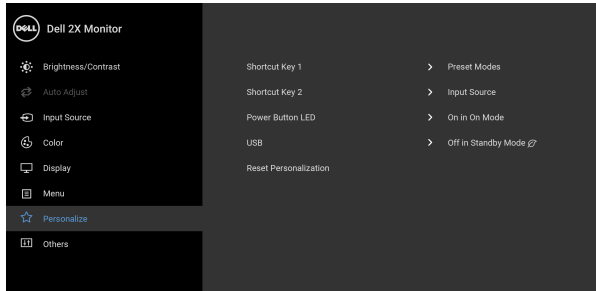 DELL Dell 2X Monitor
Brightness/Contrast Shortcut Key 1 Preset Modes
Auto Adjust Shortcut Key 2 Input Source
Input Source Power Button LED On in On Mode
Color USB Off in Standby Mode
Display Reset Personalization
Menu
Personalize
Others